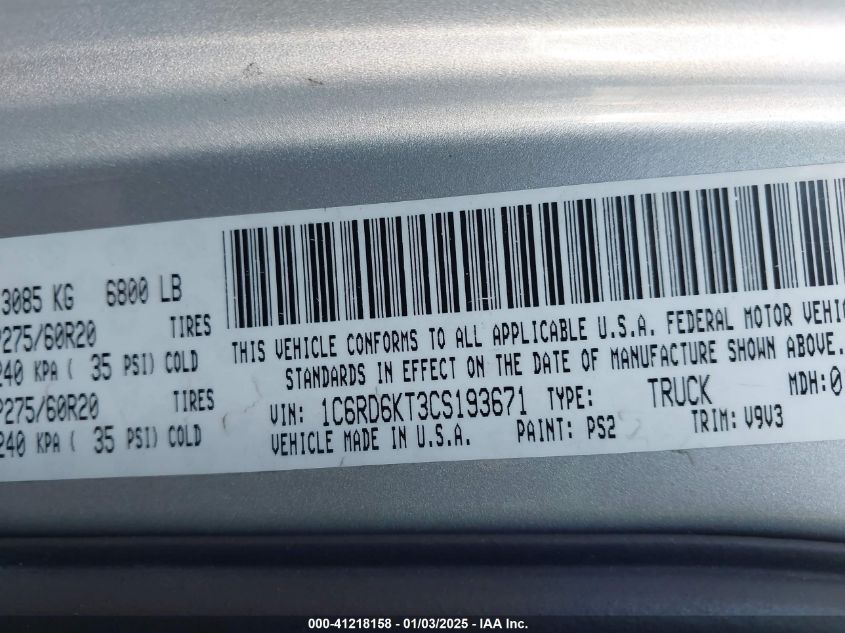 3085 KG 6800 LB
P275/60R20 TIRES
240 KPA ( 35 PSI) COLD
P275/60R20 TIRES
240 KPA ( 35 PSI) COLD
THIS VEHICLE CONFORMS TO ALL APPLICABLE U.S.A. FEDERAL MOTOR VEHIC
STANDARDS IN EFFECT ON THE DATE OF MANUFACTURE SHOWN ABOVE.
VIN: 1C6RD6KT3CS193671 TYPE: TRUCK MDH:0
VEHICLE MADE IN U.S.A. PAINT: PS2 TRIM: V9V3
000-41218158 - 01/03/2025 - IAA Inc.